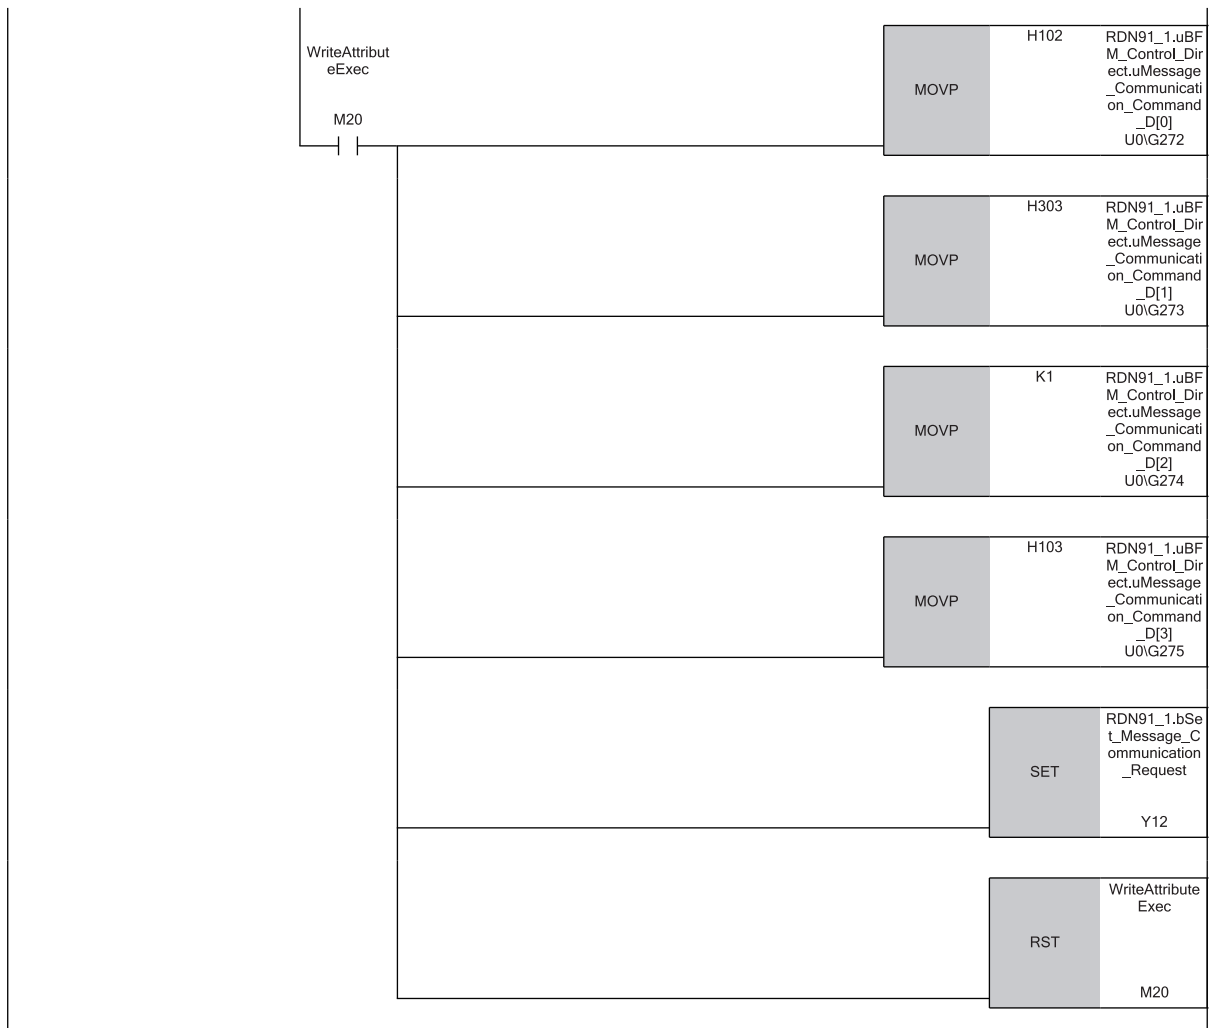 WriteAttribut
eExec
M20
MOVP
H102
RDN91_1.uBF
M_Control_Dir
ect.uMessage
_Communicati
on_Command
_D[0]
U0\G272
MOVP
H303
RDN91_1.uBF
M_Control_Dir
ect.uMessage
_Communicati
on_Command
_D[1]
U0\G273
MOVP
K1
RDN91_1.uBF
M_Control_Dir
ect.uMessage
_Communicati
on_Command
_D[2]
U0\G274
MOVP
H103
RDN91_1.uBF
M_Control_Dir
ect.uMessage
_Communicati
on_Command
_D[3]
U0\G275
SET
RDN91_1.bSe
t_Message_C
ommunication
_Request
Y12
RST
WriteAttribute
Exec
M20